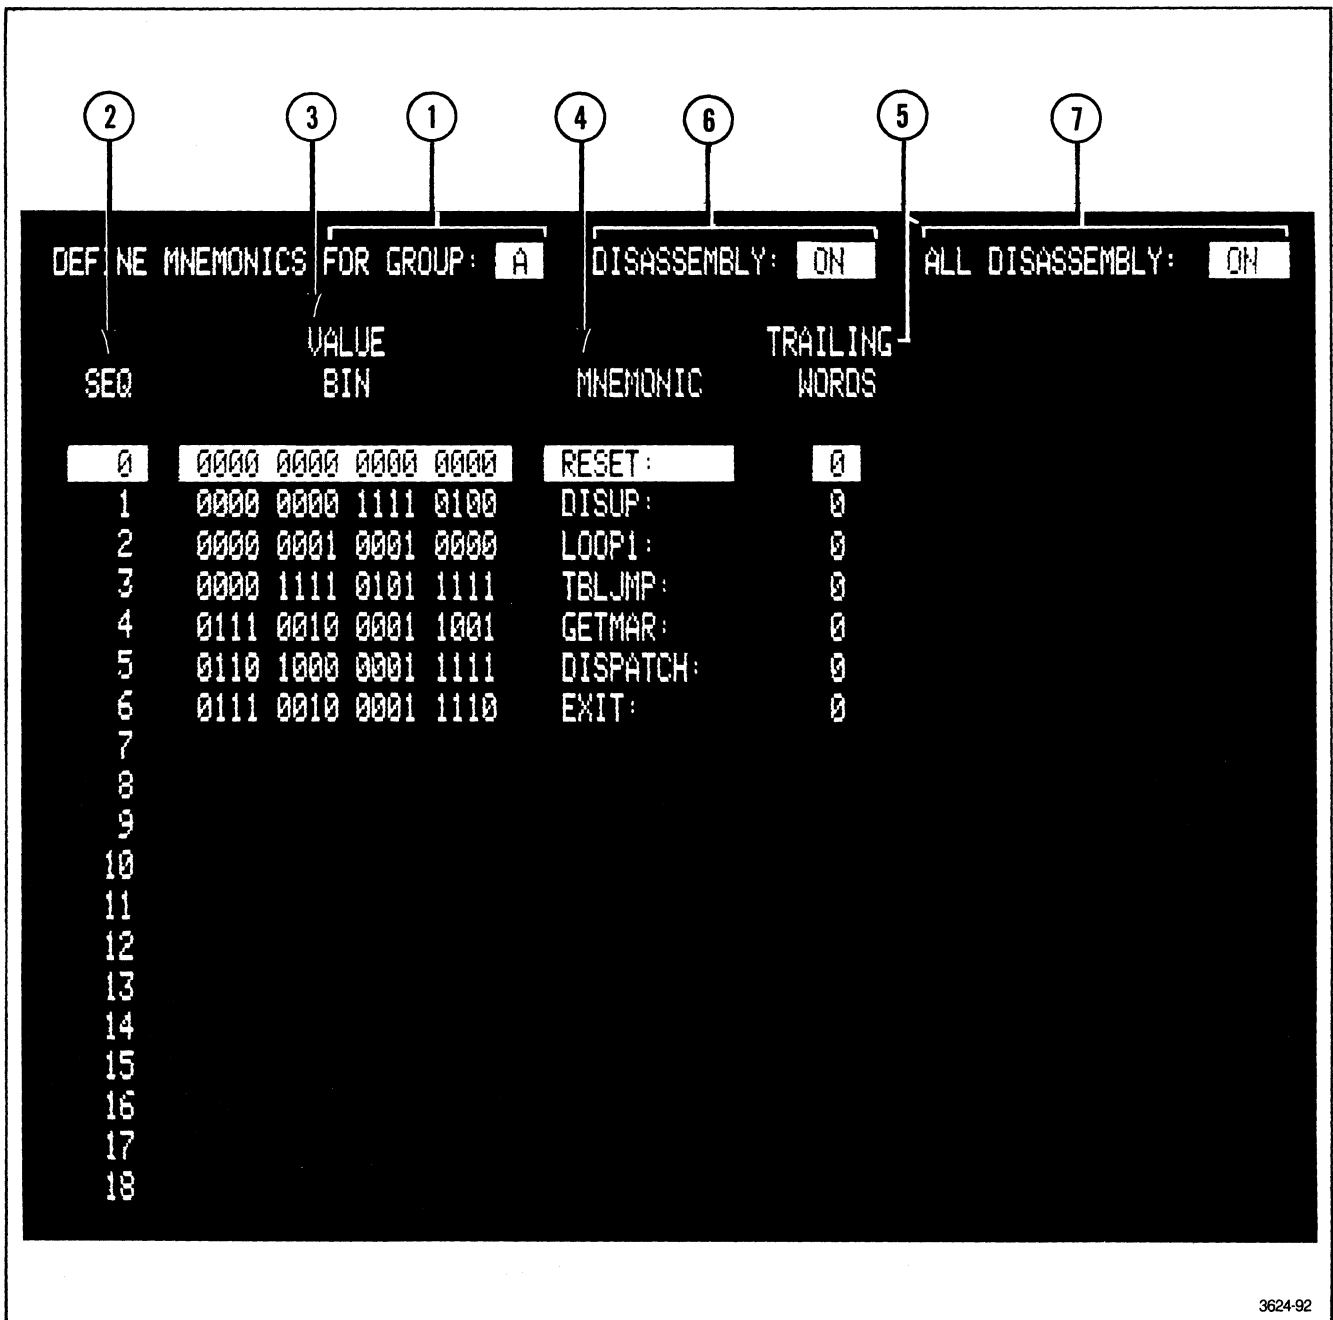 2 3 1 4 6 5 7
DEFINE MNEMONICS FOR GROUP: A DISASSEMBLY: ON ALL DISASSEMBLY: ON
VALUE TRAILING
SEQ BIN MNEMONIC WORDS
0 0000 0000 0000 0000 RESET: 0
1 0000 0000 1111 0100 DISUP: 0
2 0000 0001 0001 0000 LOOP1: 0
3 0000 1111 0101 1111 TBLJMP: 0
4 0111 0010 0001 1001 GETMAR: 0
5 0110 1000 0001 1111 DISPATCH: 0
6 0111 0010 0001 1110 EXIT: 0
7
8
9
10
11
12
13
14
15
16
17
18
3624-92